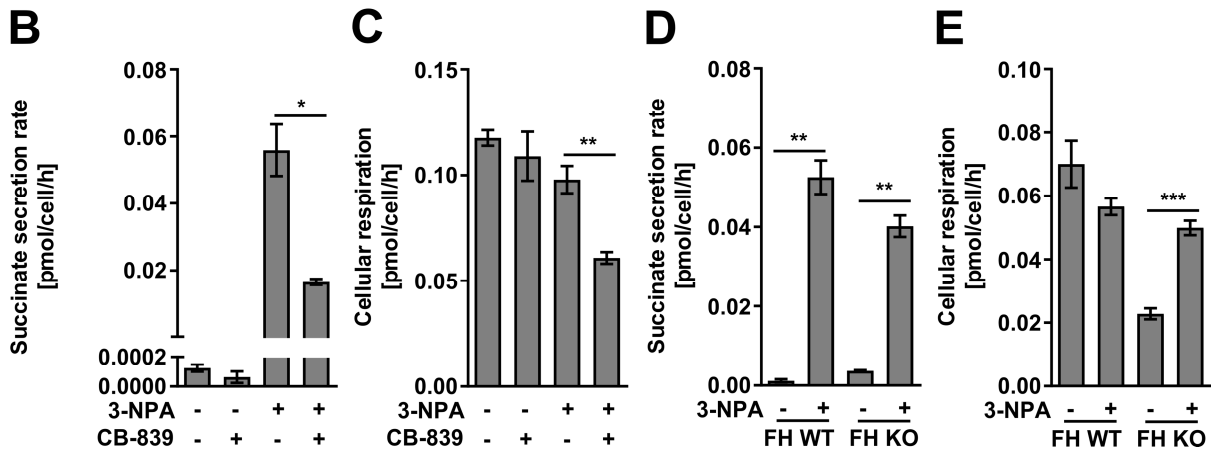 B
Succinate secretion rate
[pmol/cell/h]
0.08
0.06
0.04
0.02
0.0002
0.0000
*
3-NPA - - + +
CB-839 - + - +
C
Cellular respiration
[pmol/cell/h]
0.15
0.10
0.05
0.00
**
3-NPA - - + +
CB-839 - + - +
D
Succinate secretion rate
[pmol/cell/h]
0.08
0.06
0.04
0.02
0.00
**
**
3-NPA - + - +
FH WT FH KO
E
Cellular respiration
[pmol/cell/h]
0.10
0.08
0.06
0.04
0.02
0.00
***
3-NPA - + - +
FH WT FH KO